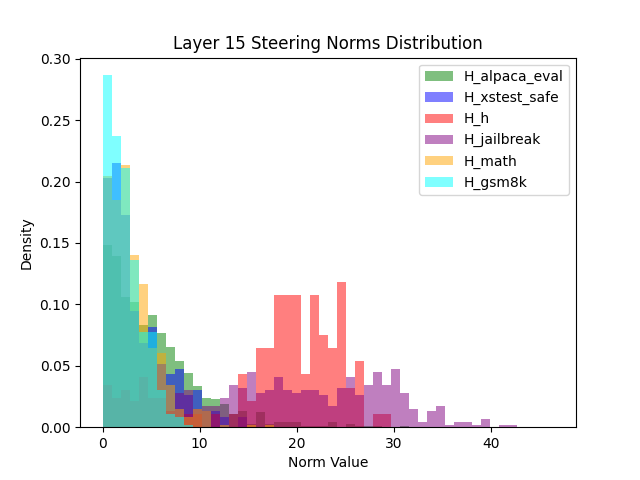 Layer 15 Steering Norms Distribution
0.30
0.25
0.20
0.15
0.10
0.05
0.00
Density
0
10
20
30
40
Norm Value
H_alpaca_eval
H_xstest_safe
H_h
H_jailbreak
H_math
H_gsm8k